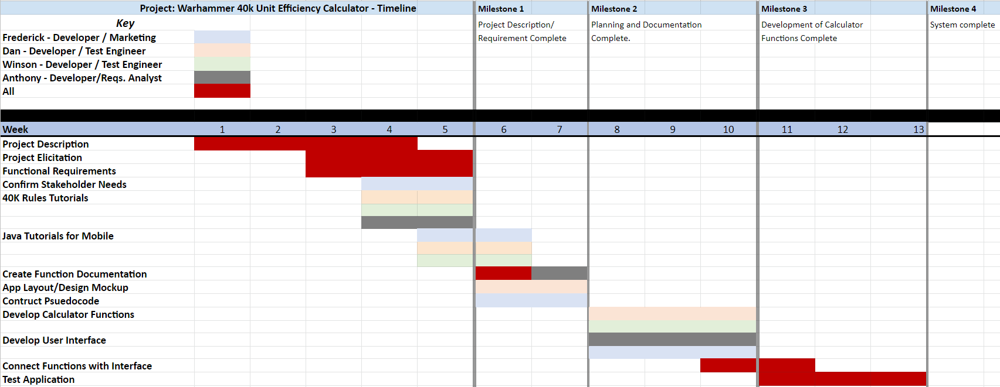 Project: Warhammer 40k Unit Efficiency Calculator - Timeline
Milestone 1
Milestone 2
Milestone 3
Milestone 4
Key
Project Description/
Requirement Complete
Planning and Documentation
Complete.
Development of Calculator
Functions Complete
System complete
Frederick - Developer / Marketing
Dan - Developer / Test Engineer
Winson - Developer / Test Engineer
Anthony - Developer/Reqs. Analyst
All
Week 1 2 3 4 5 6 7 8 9 10 11 12 13
Project Description
Project Elicitation
Functional Requirements
Confirm Stakeholder Needs
40K Rules Tutorials
Java Tutorials for Mobile
Create Function Documentation
App Layout/Design Mockup
Contruct Psuedocode
Develop Calculator Functions
Develop User Interface
Connect Functions with Interface
Test Application